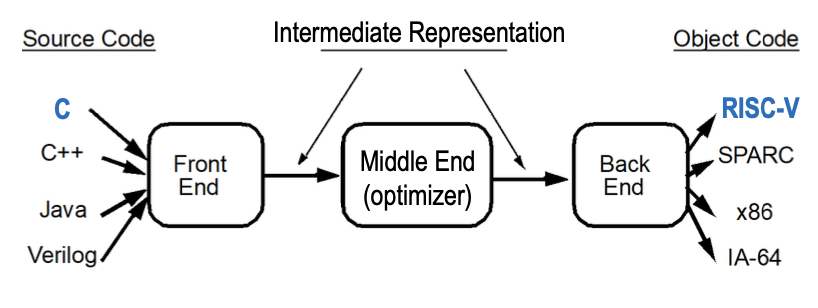 Source Code
Intermediate Representation
Object Code
C
C++
Java
Verilog
Front
End
Middle End
(optimizer)
Back
End
RISC-V
SPARC
x86
IA-64